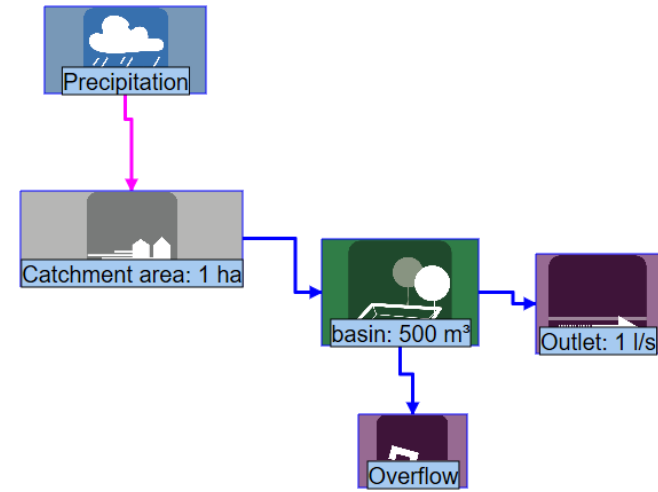 Precipitation
Catchment area: 1 ha
basin: 500 m³
Outlet: 1 l/s
Overflow